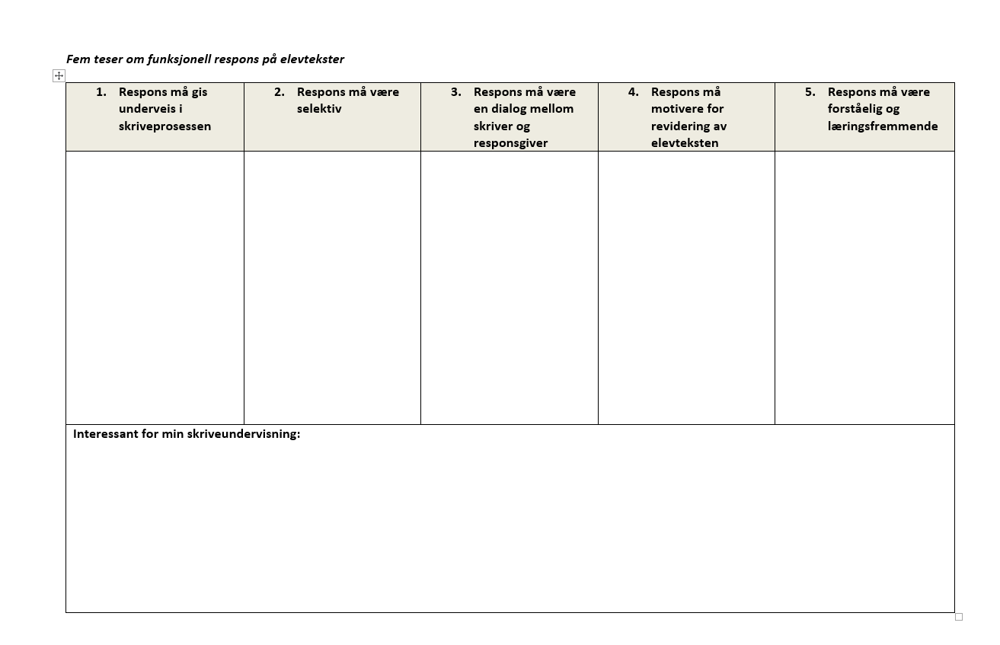 Fem teser om funksjonell respons på elevtekster
1. Respons må gis
underveis i
skriveprosessen
2. Respons må være
selektiv
3. Respons må være
en dialog mellom
skriver og
responsgiver
4. Respons må
motivere for
revidering av
elevteksten
5. Respons må være
forståelig og
læringsfremmende
Interessant for min skriveundervisning: